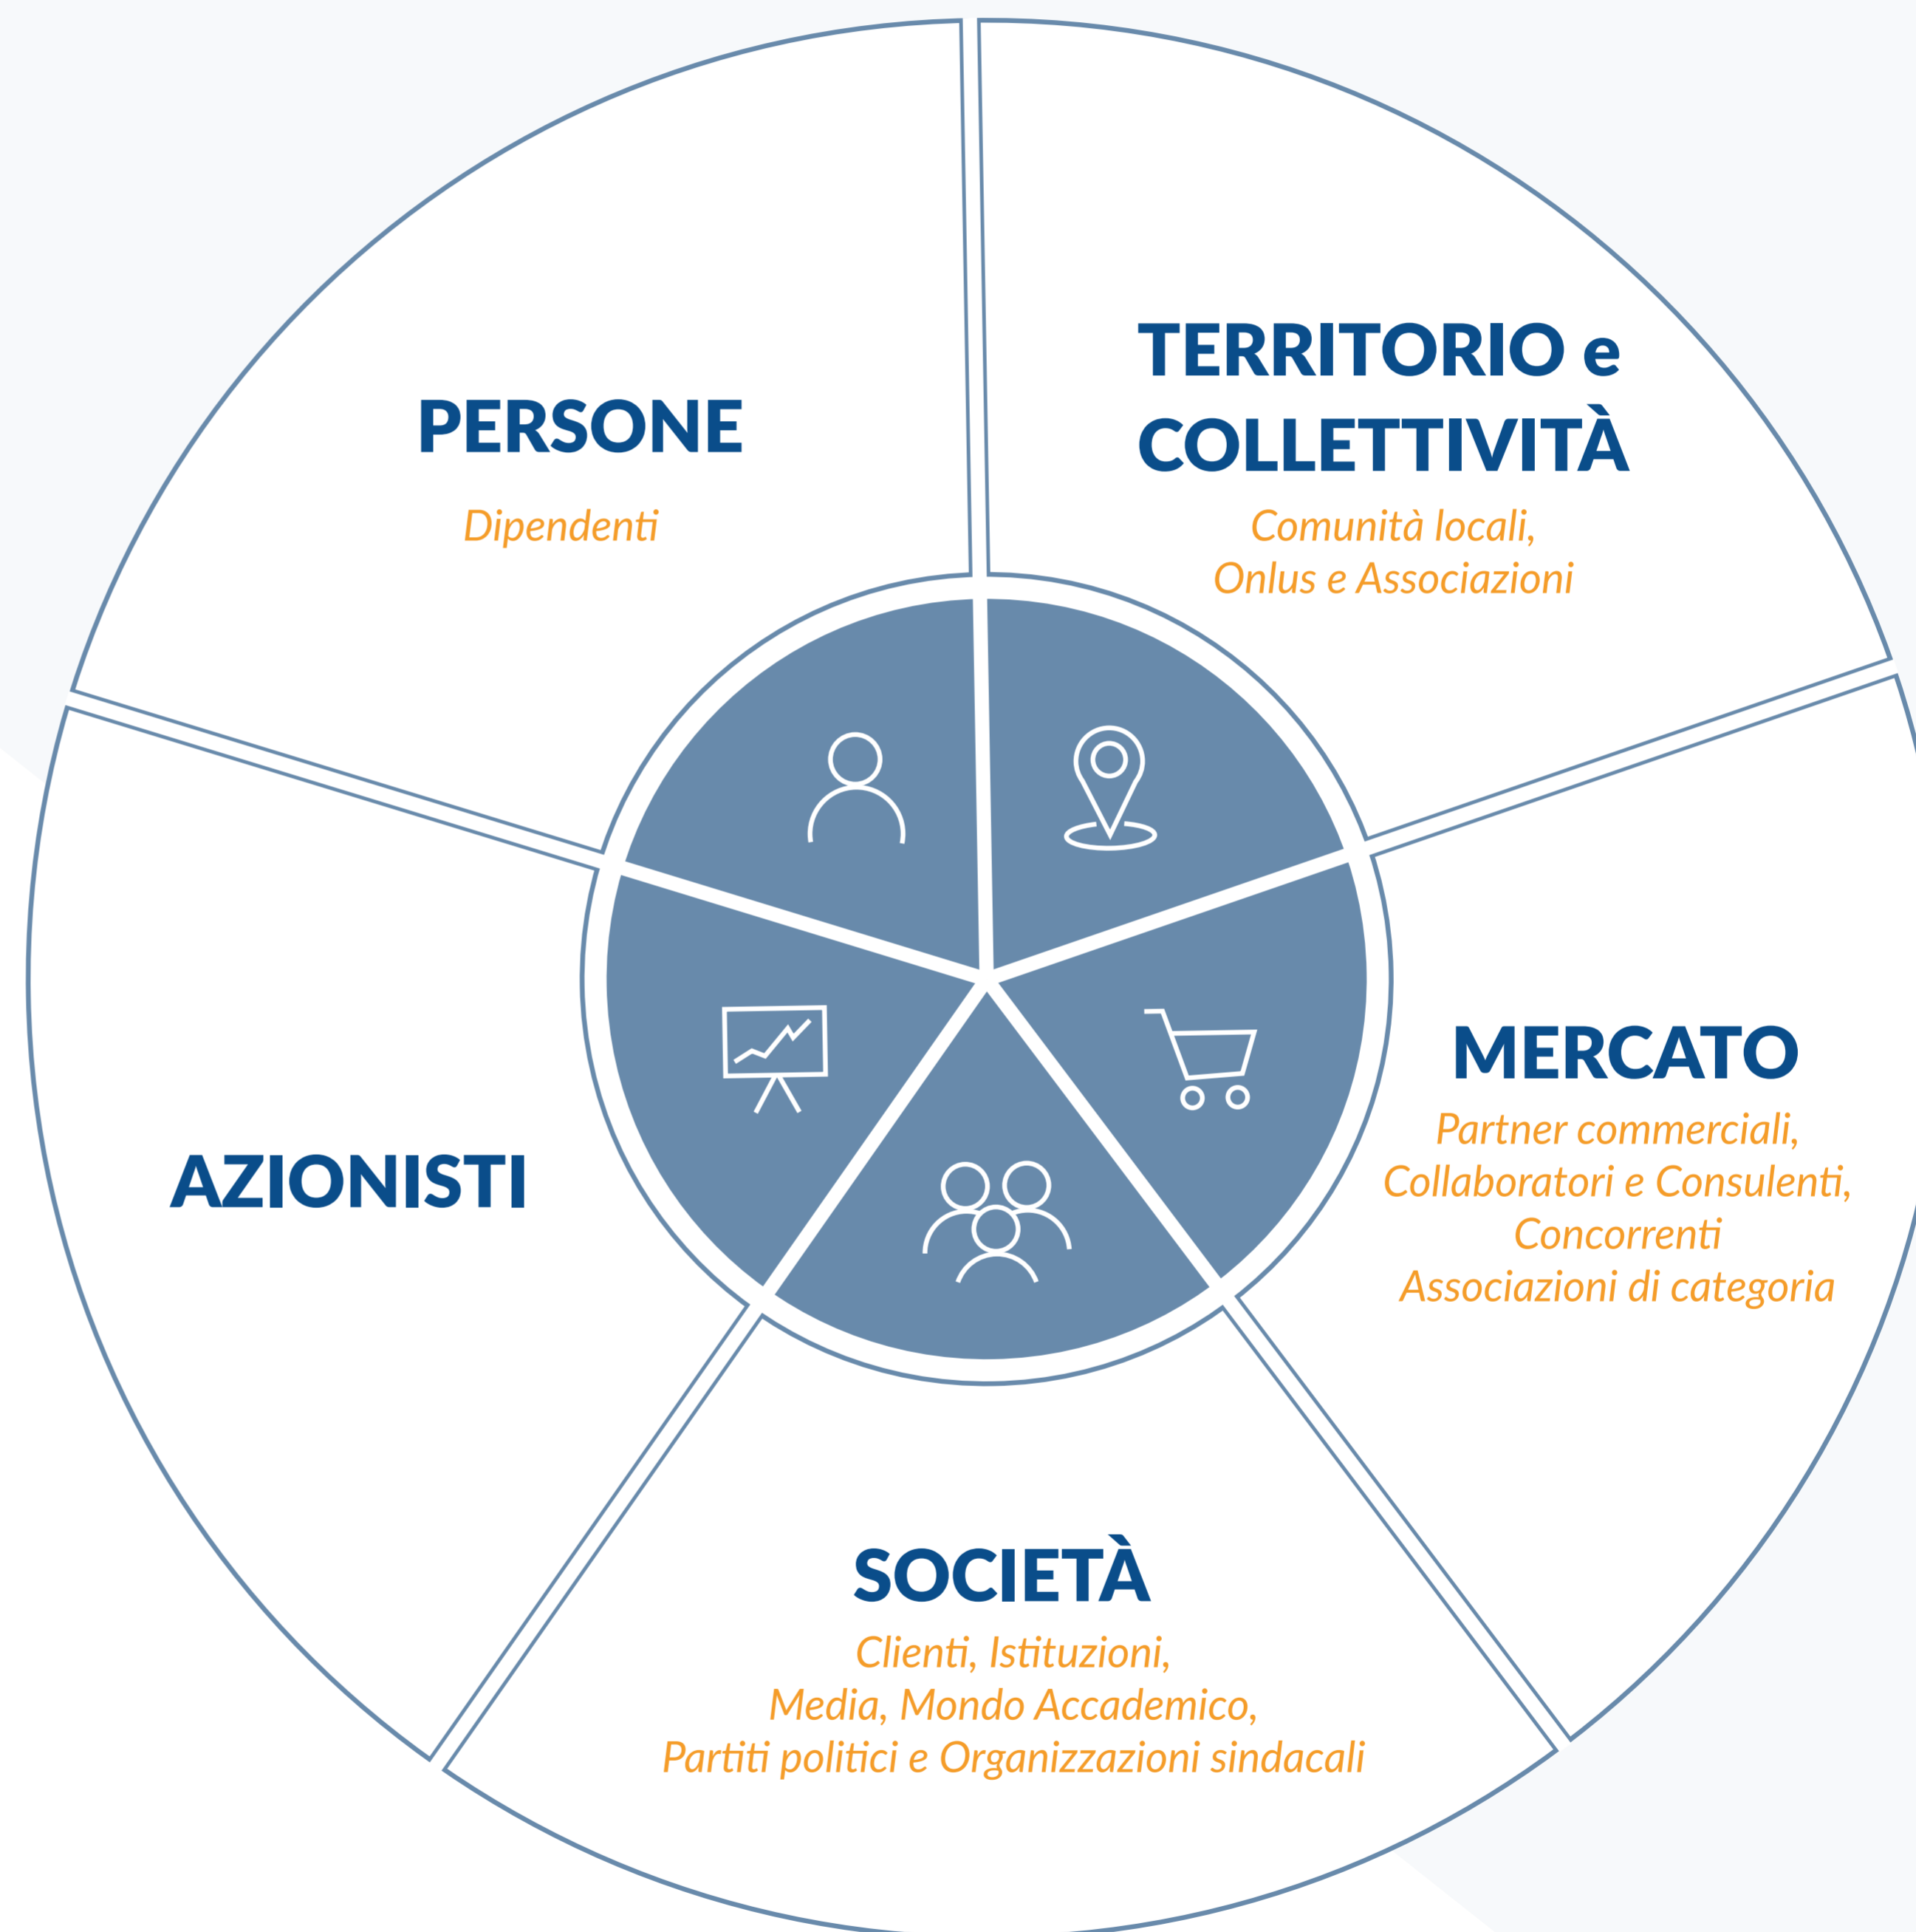 PERSONE
Dipendenti
TERRITORIO e
COLLETTIVITÀ
Comunità locali,
Onlus e Associazioni
MERCATO
Partner commerciali,
Collaboratori e Consulenti,
Concorrenti
Associazioni di categoria
AZIONISTI
SOCIETÀ
Clienti, Istituzioni,
Media, Mondo Accademico,
Partiti politici e Organizzazioni sindacali